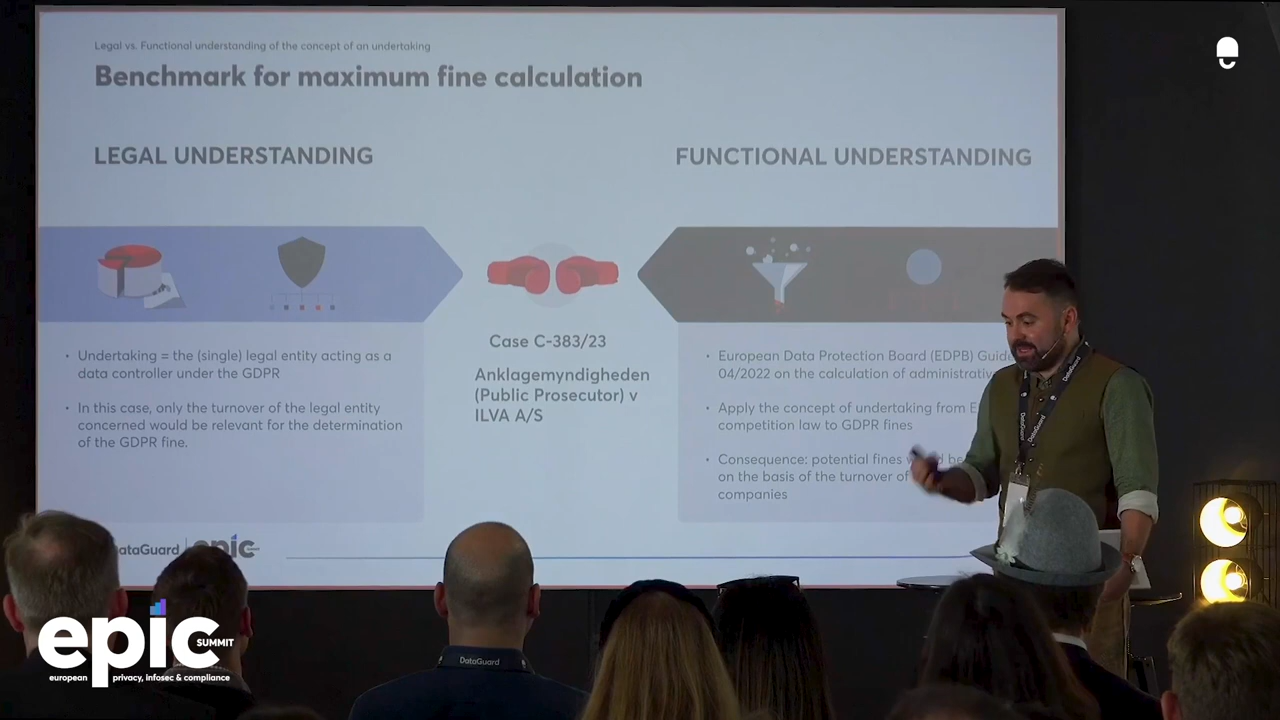 Legal vs. Functional understanding of the concept of an undertaking
Benchmark for maximum fine calculation
LEGAL UNDERSTANDING
FUNCTIONAL UNDERSTANDING
• Undertaking = the (single) legal entity acting as a
data controller under the GDPR
• In this case, only the turnover of the legal entity
concerned would be relevant for the determination
of the GDPR fine.
Case C-383/23
Anklagemyndigheden
(Public Prosecutor) v
ILVA A/S
• European Data Protection Board (EDPB)
04/2022 on the calculation of
• Apply the concept of undertaking from
competition law to GDPR fines
• Consequence: potential fines
on the basis of the turnover of
companies
epic
DataGuard
DataGuard
DataGuard
epic
SUMMIT
european privacy, infosec & compliance